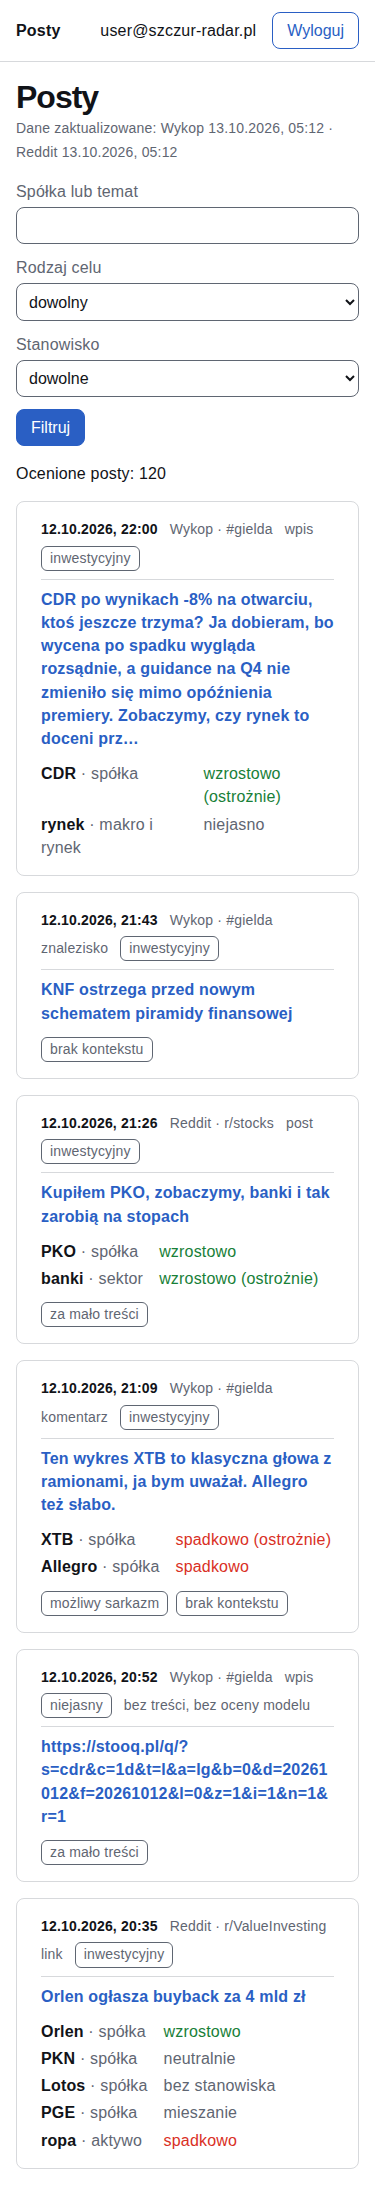 Posty user@szczur-radar.pl Wyloguj
Posty
Dane zaktualizowane: Wykop 13.10.2026, 05:12 ·
Reddit 13.10.2026, 05:12
Spółka lub temat
Rodzaj celu
dowolny
Stanowisko
dowolne
Filtruj
Ocenione posty: 120
12.10.2026, 22:00 Wykop · #gielda wpis
inwestycyjny
CDR po wynikach -8% na otwarciu,
ktoś jeszcze trzyma? Ja dobieram, bo
wycena po spadku wygląda
rozsądnie, a guidance na Q4 nie
zmieniło się mimo opóźnienia
premiery. Zobaczymy, czy rynek to
doceni prz…
CDR · spółka wzrostowo
(ostrożnie)
rynek · makro i niejasno
rynek
12.10.2026, 21:43 Wykop · #gielda
znalezisko inwestycyjny
KNF ostrzega przed nowym
schematem piramidy finansowej
brak kontekstu
12.10.2026, 21:26 Reddit · r/stocks post
inwestycyjny
Kupiłem PKO, zobaczymy, banki i tak
zarobią na stopach
PKO · spółka wzrostowo
banki · sektor wzrostowo (ostrożnie)
za mało treści
12.10.2026, 21:09 Wykop · #gielda
komentarz inwestycyjny
Ten wykres XTB to klasyczna głowa z
ramionami, ja bym uważał. Allegro
też słabo.
XTB · spółka spadkowo (ostrożnie)
Allegro · spółka spadkowo
możliwy sarkazm brak kontekstu
12.10.2026, 20:52 Wykop · #gielda wpis
niejasny bez treści, bez oceny modelu
https://stooq.pl/q/?
s=cdr&c=1d&t=l&a=lg&b=0&d=20261
012&f=20261012&l=0&z=1&i=1&n=1&
r=1
za mało treści
12.10.2026, 20:35 Reddit · r/ValueInvesting
link inwestycyjny
Orlen ogłasza buyback za 4 mld zł
Orlen · spółka wzrostowo
PKN · spółka neutralnie
Lotos · spółka bez stanowiska
PGE · spółka mieszanie
ropa · aktywo spadkowo